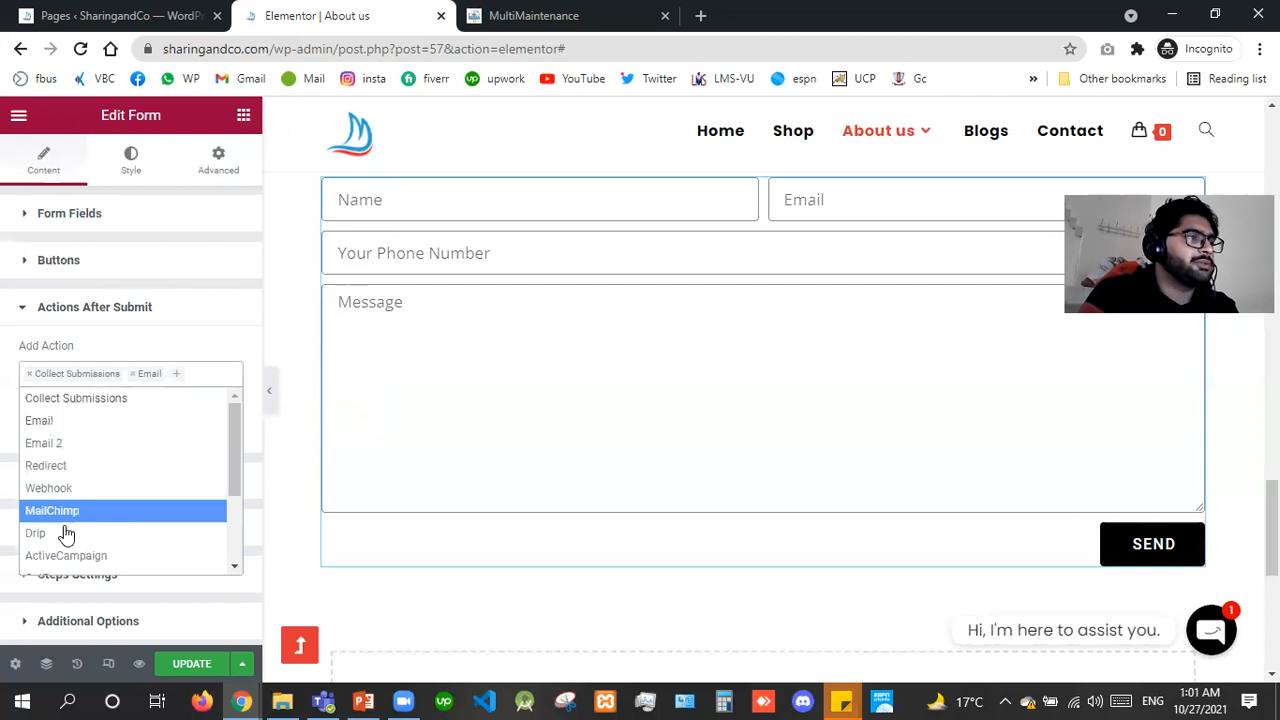 Pages ‹ SharingandCo — WordPr
Elementor | About us
MultiMaintenance
sharingandco.com/wp-admin/post.php?post=57&action=elementor#
Incognito
fbus
VBC
WP
Gmail
Mail
insta
fiverr
upwork
YouTube
Twitter
LMS-VU
espn
UCP
Gc
»
Other bookmarks
Reading list
Edit Form
Content
Style
Advanced
Form Fields
Buttons
Actions After Submit
Add Action
× Collect Submissions × Email +
Collect Submissions
Email
Email 2
Redirect
Webhook
MailChimp
Drip
ActiveCampaign
Steps Settings
Additional Options
UPDATE
Home
Shop
About us
Blogs
Contact
0
Name
Email
Your Phone Number
Message
SEND
Hi, I'm here to assist you.
1
17°C
ENG
1:01 AM
10/27/2021